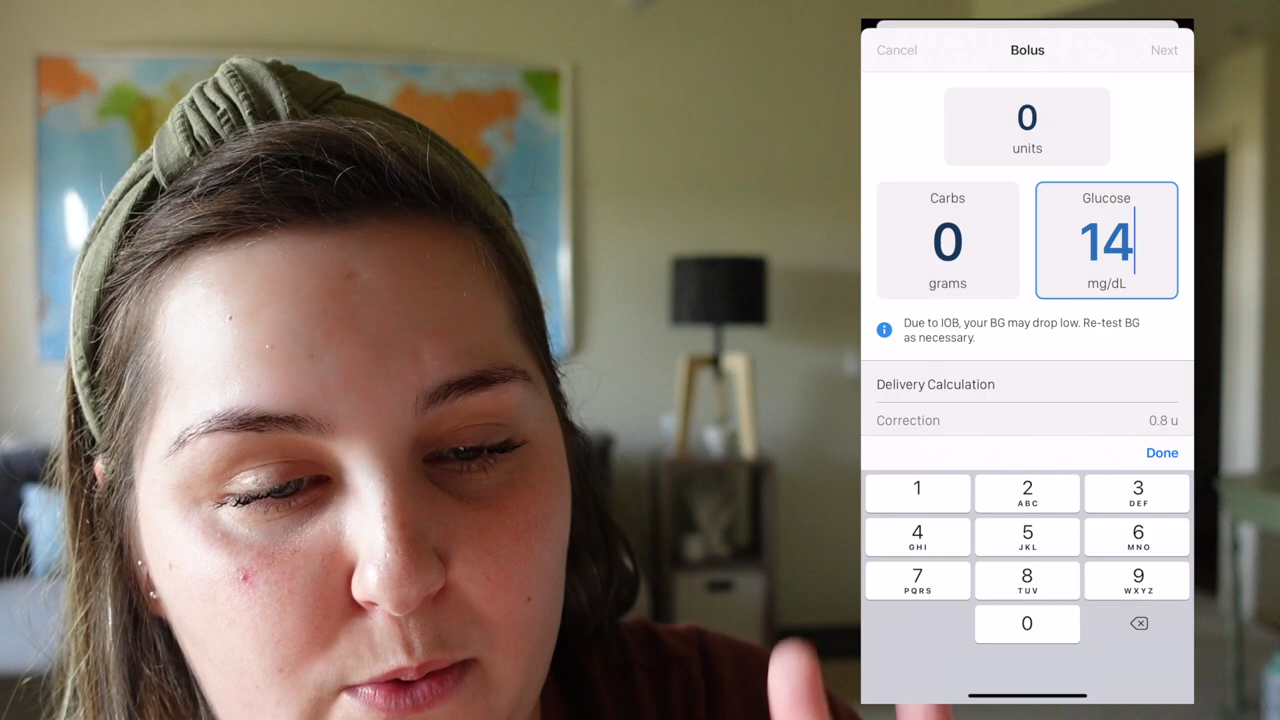 Cancel Bolus Next
0
units
Carbs Glucose
0 14
grams mg/dL
Due to IOB, your BG may drop low. Re-test BG
as necessary.
Delivery Calculation
Correction 0.8 u
Done
1 2 3
ABC DEF
4 5 6
GHI JKL MNO
7 8 9
PQRS TUV WXYZ
0